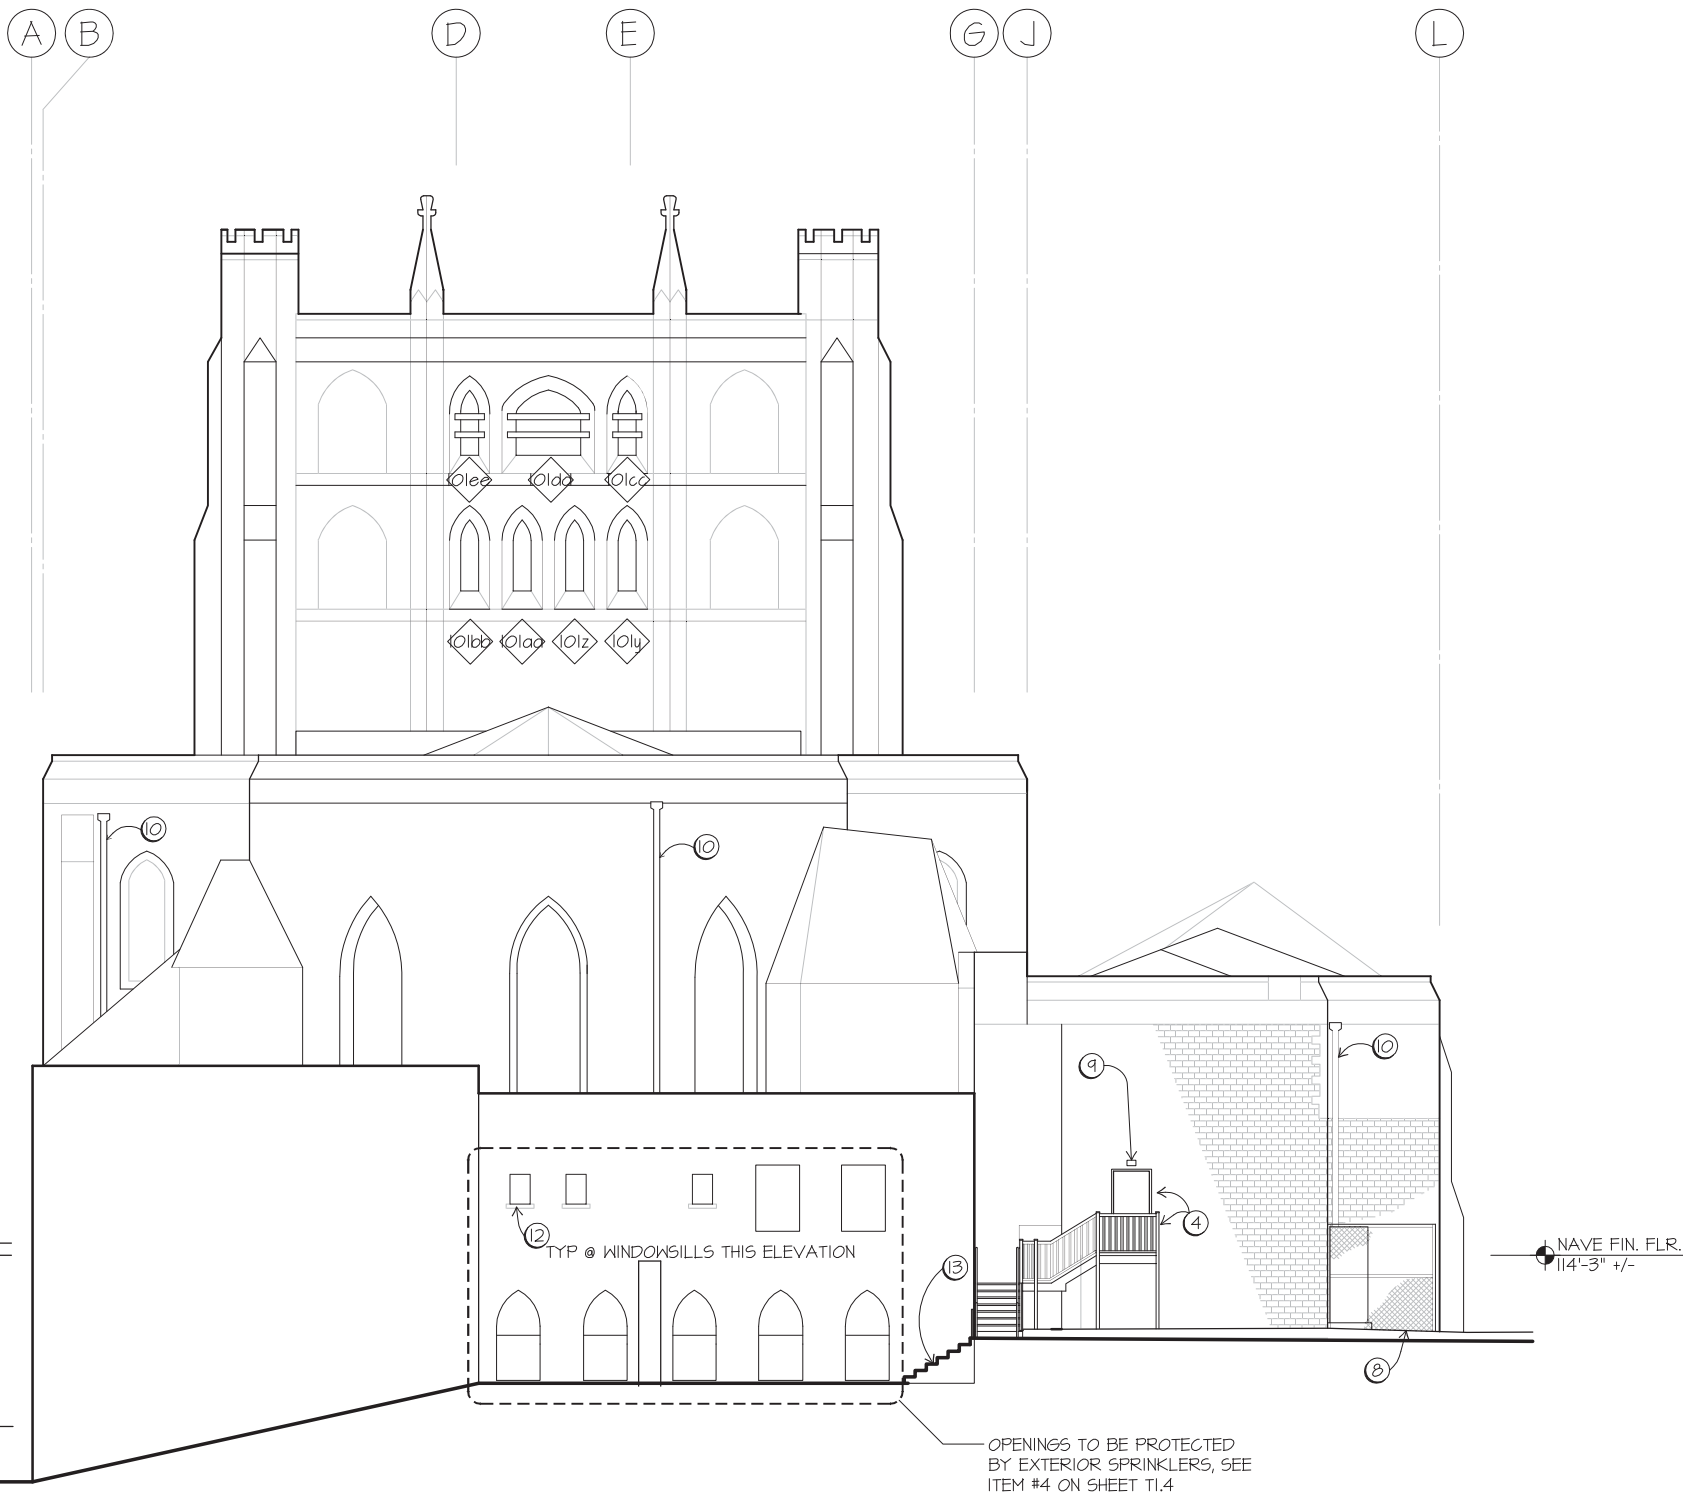 A B D E G J L
101ee 101dd 101cc
101bb 101aa 101z 101y
10
10
10
9
4
12
TYP @ WINDOWSILLS THIS ELEVATION
13
NAVE FIN. FLR.
114'-3" +/-
8
OPENINGS TO BE PROTECTED
BY EXTERIOR SPRINKLERS, SEE
ITEM #4 ON SHEET T1.4